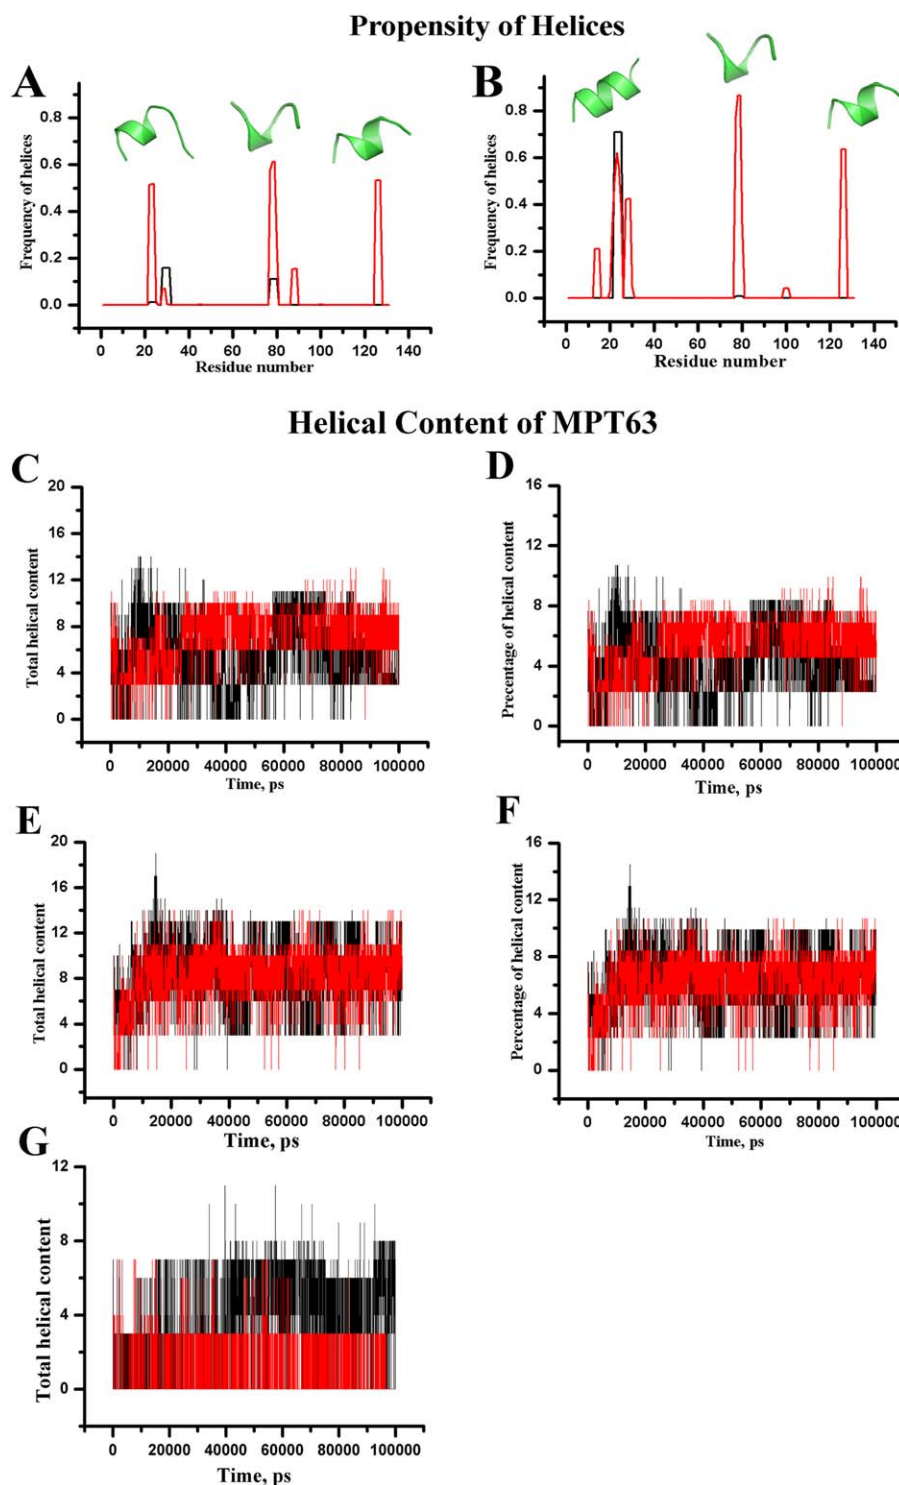 Propensity of Helices
A
Frequency of helices
0.8
0.6
0.4
0.2
0.0
0 20 40 60 80 100 120 140
Residue number
B
Frequency of helices
0.8
0.6
0.4
0.2
0.0
0 20 40 60 80 100 120 140
Residue number
Helical Content of MPT63
C
Total helical content
20
16
12
8
4
0
0 20000 40000 60000 80000 100000
Time, ps
D
Precentage of helical content
16
12
8
4
0
0 20000 40000 60000 80000 100000
Time, ps
E
Total helical content
20
16
12
8
4
0
0 20000 40000 60000 80000 100000
Time, ps
F
Percentage of helical content
16
12
8
4
0
0 20000 40000 60000 80000 100000
Time, ps
G
Total helical content
12
8
4
0
0 20000 40000 60000 80000 100000
Time, ps